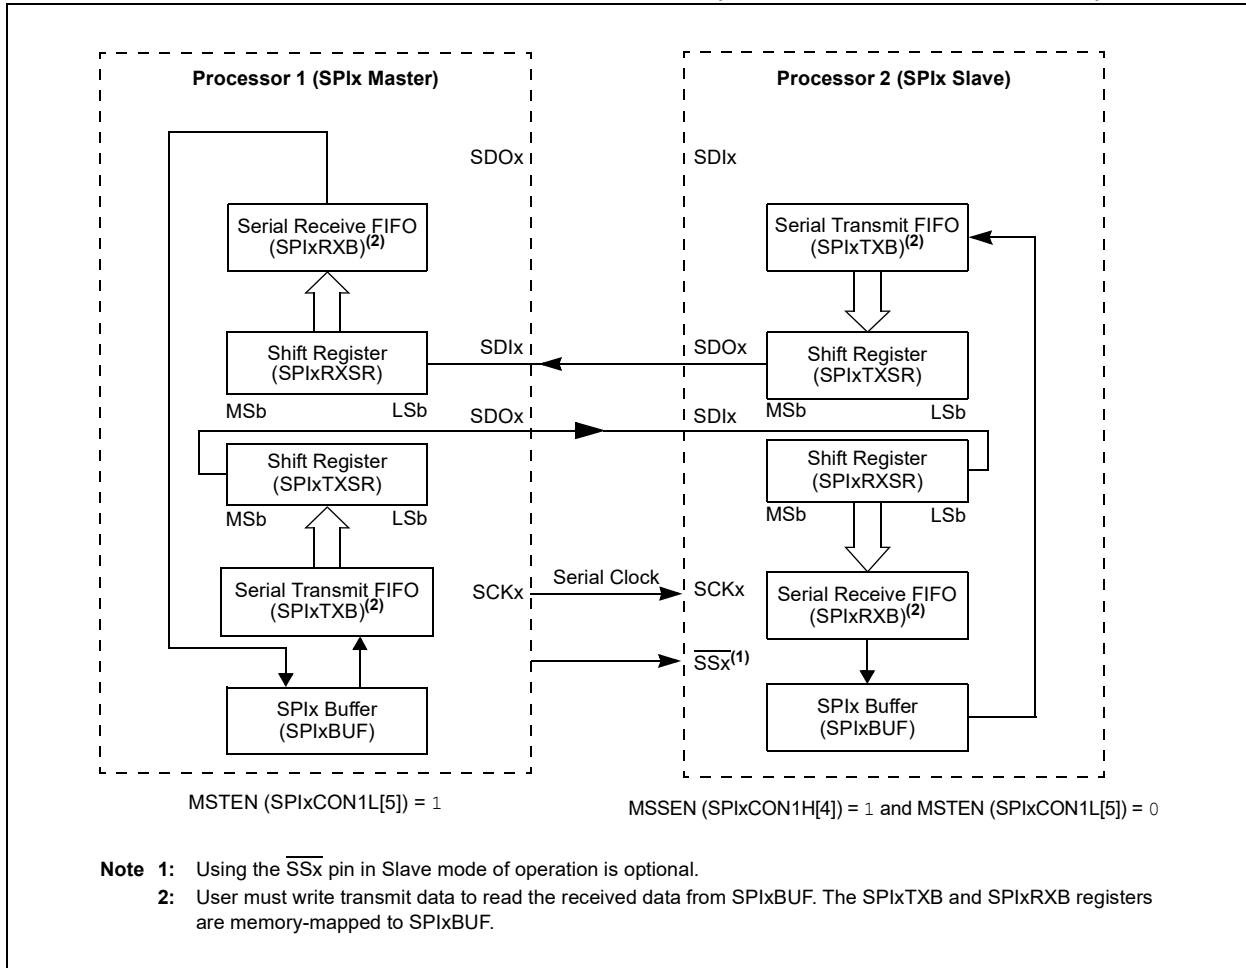 Processor 1 (SPIx Master)
Processor 2 (SPIx Slave)
SDOx
SDIx
Serial Receive FIFO
(SPIxRXB)(2)
Serial Transmit FIFO
(SPIxTXB)(2)
Shift Register
(SPIxRXSR)
SDIx
SDOx
Shift Register
(SPIxTXSR)
MSb
LSb
MSb
LSb
SDOx
SDIx
Shift Register
(SPIxTXSR)
Shift Register
(SPIxRXSR)
MSb
LSb
MSb
LSb
Serial Transmit FIFO
(SPIxTXB)(2)
SCKx
Serial Clock
SCKx
Serial Receive FIFO
(SPIxRXB)(2)
SSx(1)
SPIx Buffer
(SPIxBUF)
SPIx Buffer
(SPIxBUF)
MSTEN (SPIxCON1L[5]) = 1
MSSEN (SPIxCON1H[4]) = 1 and MSTEN (SPIxCON1L[5]) = 0
Note 1: Using the SSx pin in Slave mode of operation is optional.
2: User must write transmit data to read the received data from SPIxBUF. The SPIxTXB and SPIxRXB registers
are memory-mapped to SPIxBUF.